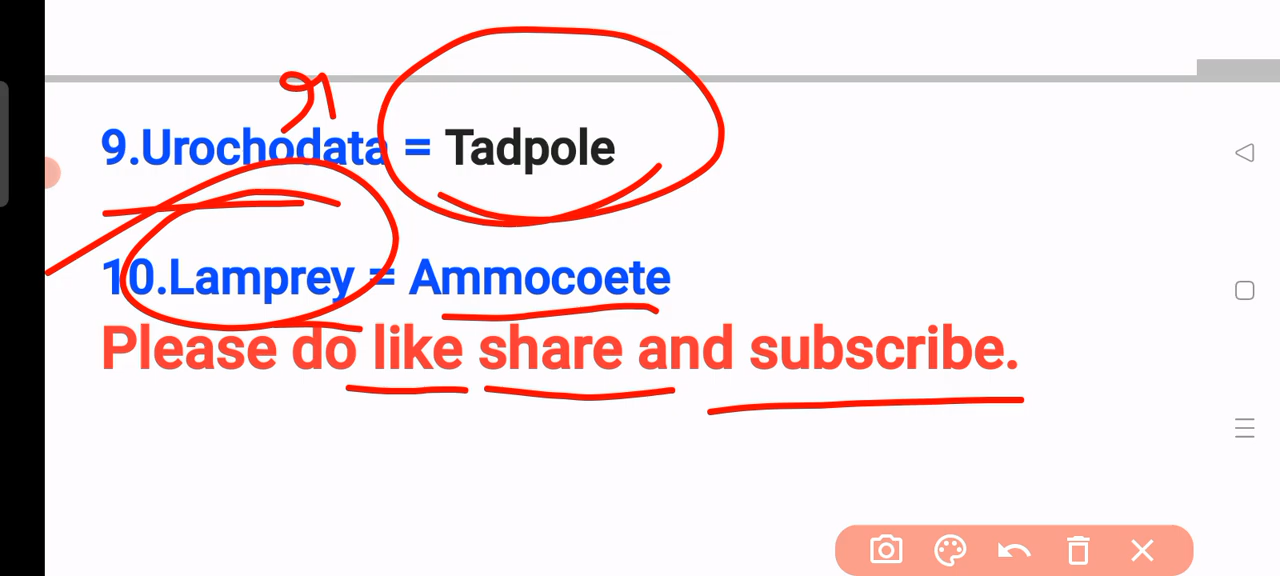 9.Urochodata = Tadpole
10.Lamprey = Ammocoete
Please do like share and subscribe.